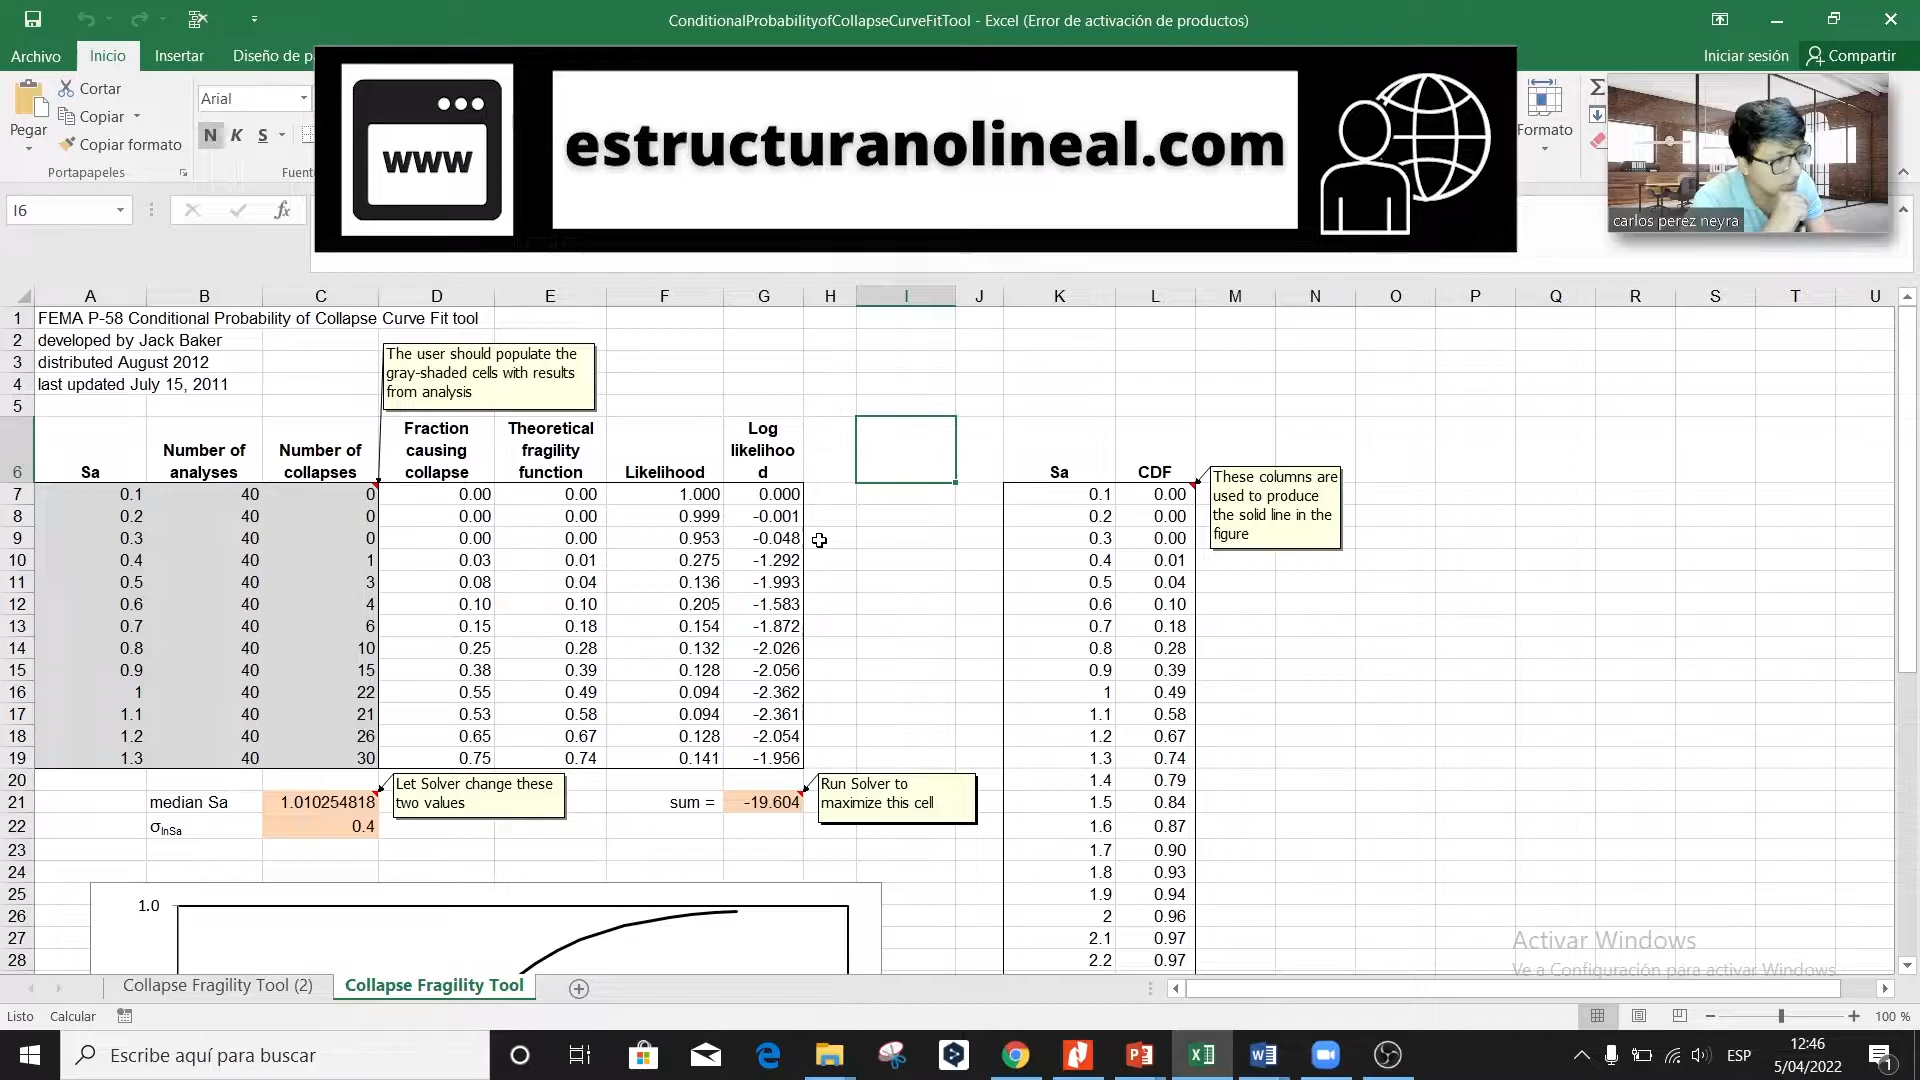 ConditionalProbabilityofCollapseCurveFitTool - Excel (Error de activación de productos)
Archivo Inicio Insertar Diseño de p Iniciar sesión Compartir
Cortar
Copiar
Copiar formato
Pegar
Portapapeles
Arial
N K S
Fuent
www
estructuranolineal.com
Formato
carlos perez neyra
I6
fx
A B C D E F G H I J K L M N O P Q R S T U
1 FEMA P-58 Conditional Probability of Collapse Curve Fit tool
2 developed by Jack Baker
3 distributed August 2012
4 last updated July 15, 2011
5
The user should populate the
gray-shaded cells with results
from analysis
6 Sa
Number of
analyses
Number of
collapses
Fraction
causing
collapse
Theoretical
fragility
function
Likelihood
Log
likelihoo
d
Sa CDF
These columns are
used to produce
the solid line in the
figure
7 0.1 40 0 0.00 0.00 1.000 0.000 0.1 0.00
8 0.2 40 0 0.00 0.00 0.999 -0.001 0.2 0.00
9 0.3 40 0 0.00 0.00 0.953 -0.048 0.3 0.00
10 0.4 40 1 0.03 0.01 0.275 -1.292 0.4 0.01
11 0.5 40 3 0.08 0.04 0.136 -1.993 0.5 0.04
12 0.6 40 4 0.10 0.10 0.205 -1.583 0.6 0.10
13 0.7 40 6 0.15 0.18 0.154 -1.872 0.7 0.18
14 0.8 40 10 0.25 0.28 0.132 -2.026 0.8 0.28
15 0.9 40 15 0.38 0.39 0.128 -2.056 0.9 0.39
16 1 40 22 0.55 0.49 0.094 -2.362 1 0.49
17 1.1 40 21 0.53 0.58 0.094 -2.361 1.1 0.58
18 1.2 40 26 0.65 0.67 0.128 -2.054 1.2 0.67
19 1.3 40 30 0.75 0.74 0.141 -1.956 1.3 0.74
20 1.4 0.79
21 median Sa 1.010254818 sum = -19.604 1.5 0.84
22 σlnSa 0.4 1.6 0.87
Let Solver change these
two values
Run Solver to
maximize this cell
23 1.7 0.90
24 1.8 0.93
25 1.9 0.94
26 2 0.96
27 2.1 0.97
28 2.2 0.97
1.0
Activar Windows
Ve a Configuración para activar Windows.
Collapse Fragility Tool (2) Collapse Fragility Tool
Listo Calcular 100 %
Escribe aquí para buscar
ESP
12:46
5/04/2022
1